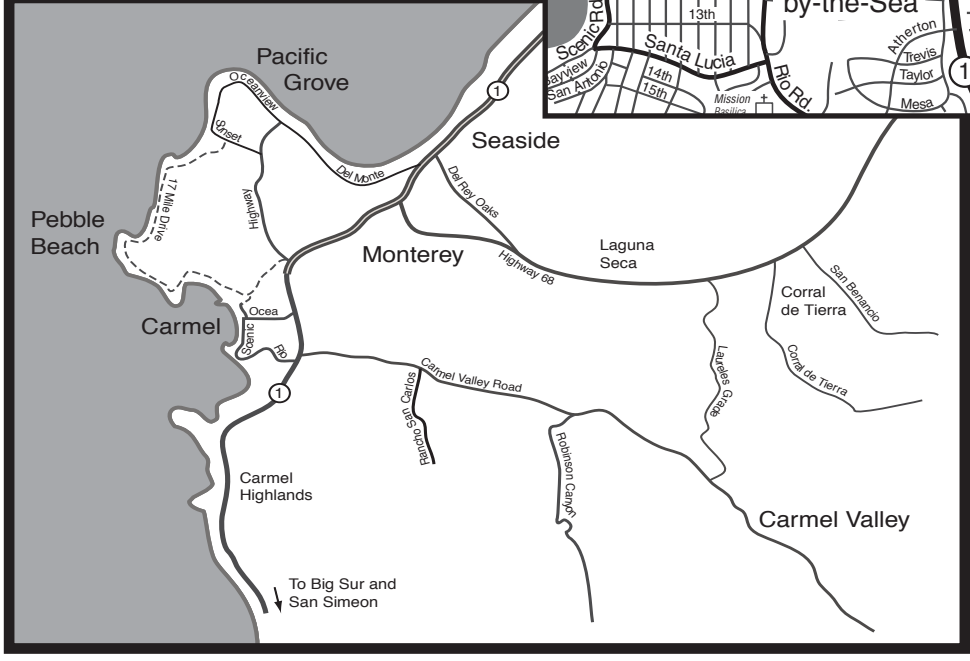 by-the-Sea
13th
Scenic Rd
Santa Lucia
Bayview
San Antonio
14th
15th
Mission
Basilica
Rio Rd.
Atherton
Trevis
Taylor
Mesa
1
Pacific
Grove
Oceanview
Sunset
1
Seaside
Del Monte
Del Rey Oaks
17 Mile Drive
Highway
Pebble
Beach
Monterey
Highway 68
Laguna
Seca
San Benancio
Corral
de Tierra
Corral de Tierra
Carmel
Ocea
Scenic
Rio
1
Carmel Valley Road
Rancho San Carlos
Laureles Grade
Robinson Canyon
Carmel
Highlands
Carmel Valley
To Big Sur and
San Simeon